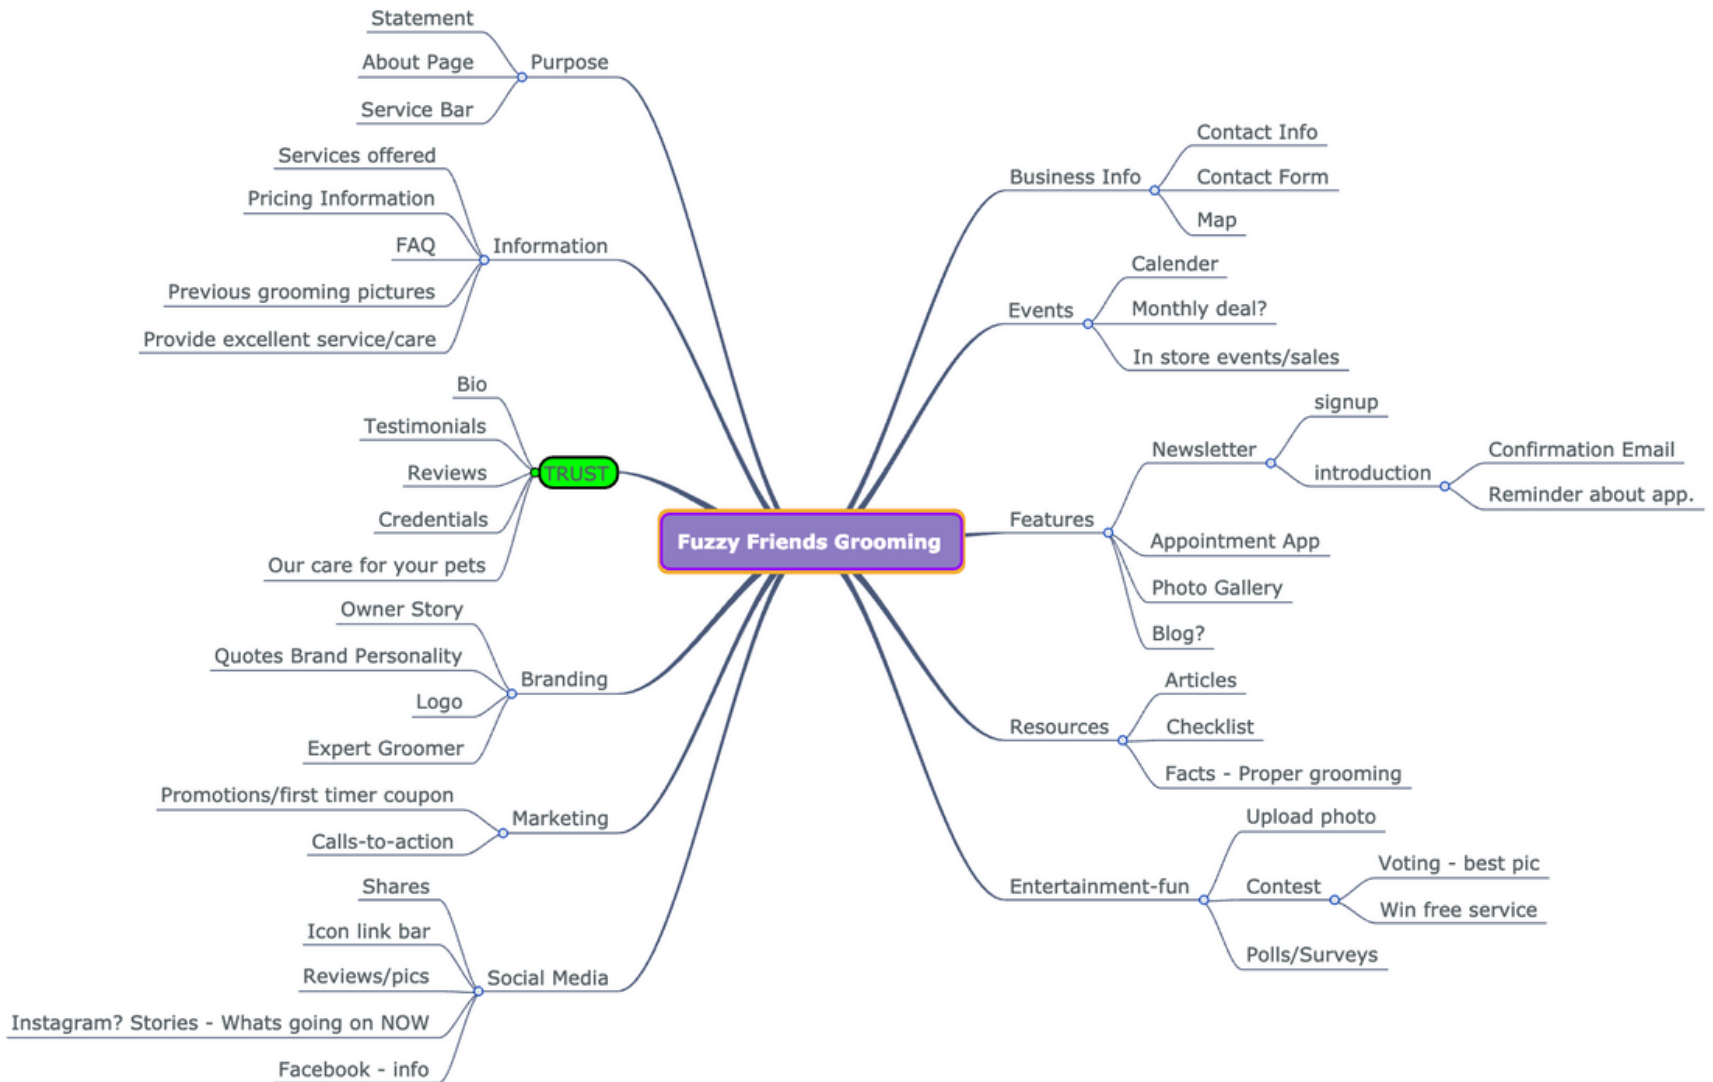 Statement
About Page
Service Bar
Purpose
Services offered
Pricing Information
FAQ
Previous grooming pictures
Provide excellent service/care
Information
Bio
Testimonials
Reviews
Credentials
Our care for your pets
TRUST
Owner Story
Quotes Brand Personality
Logo
Expert Groomer
Branding
Promotions/first timer coupon
Calls-to-action
Marketing
Shares
Icon link bar
Reviews/pics
Instagram? Stories - Whats going on NOW
Facebook - info
Social Media
Fuzzy Friends Grooming
Business Info
Contact Info
Contact Form
Map
Events
Calender
Monthly deal?
In store events/sales
Features
Newsletter
signup
introduction
Confirmation Email
Reminder about app.
Appointment App
Photo Gallery
Blog?
Resources
Articles
Checklist
Facts - Proper grooming
Entertainment-fun
Upload photo
Contest
Voting - best pic
Win free service
Polls/Surveys